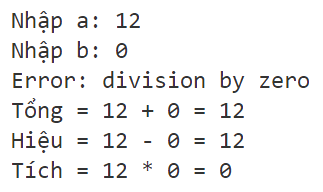 Nhập a: 12
Nhập b: 0
Error: division by zero
Tổng = 12 + 0 = 12
Hiệu = 12 - 0 = 12
Tích = 12 * 0 = 0